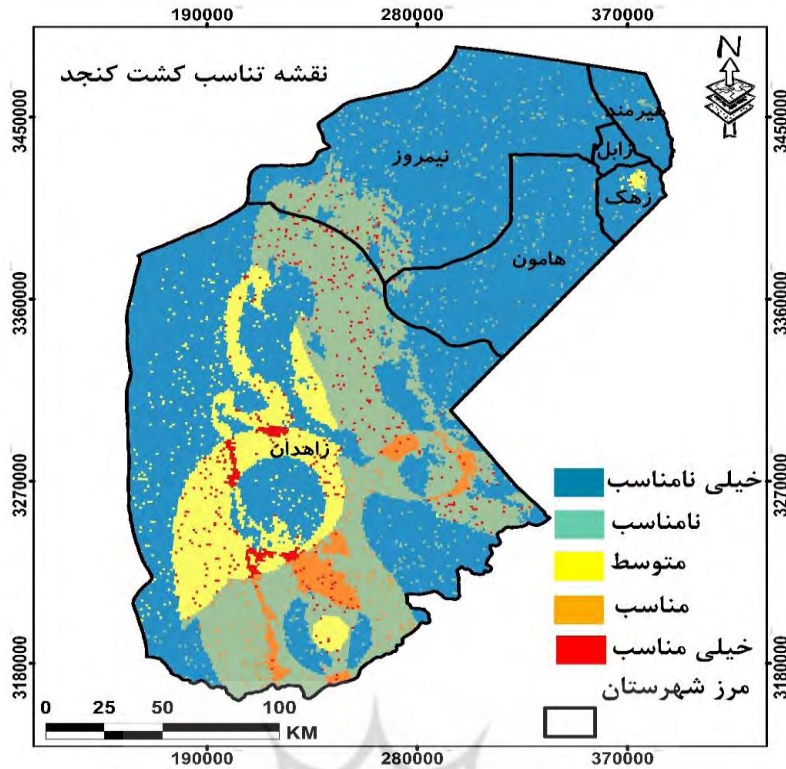 190000 280000 370000
نقشه تناسب کشت کنجد
N
3450000 3450000
هیرمند
زابل
نیمروز
زهک
هامون
3360000 3360000
زاهدان
3270000 3270000
خیلی نامناسب
نامناسب
متوسط
مناسب
خیلی مناسب
3180000 3180000
مرز شهرستان
0 25 50 100
KM
190000 280000 370000